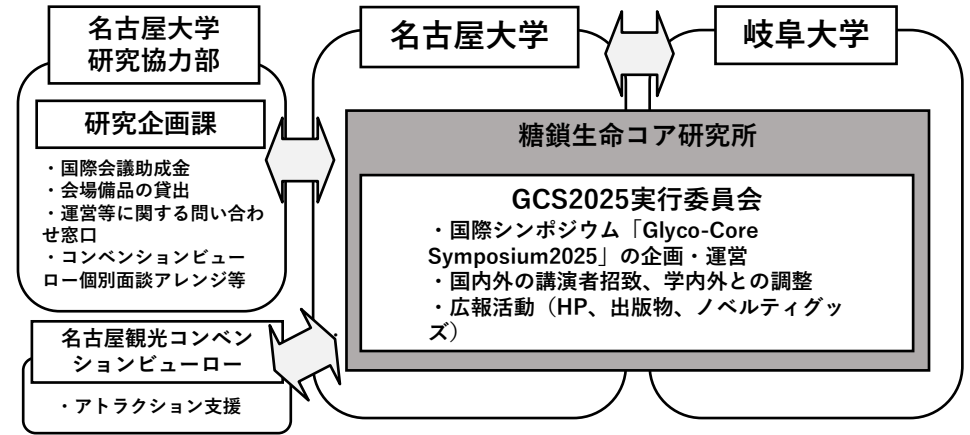 名古屋大学
研究協力部
研究企画課
・国際会議助成金
・会場備品の貸出
・運営等に関する問い合わ
せ窓口
・コンベンションビュー
ロー個別面談アレンジ等
名古屋観光コンベン
ションビューロー
・アトラクション支援
名古屋大学
岐阜大学
糖鎖生命コア研究所
GCS2025実行委員会
・国際シンポジウム「Glyco-Core
Symposium2025」の企画・運営
・国内外の講演者招致、学内外との調整
・広報活動（HP、出版物、ノベルティグッ
ズ）